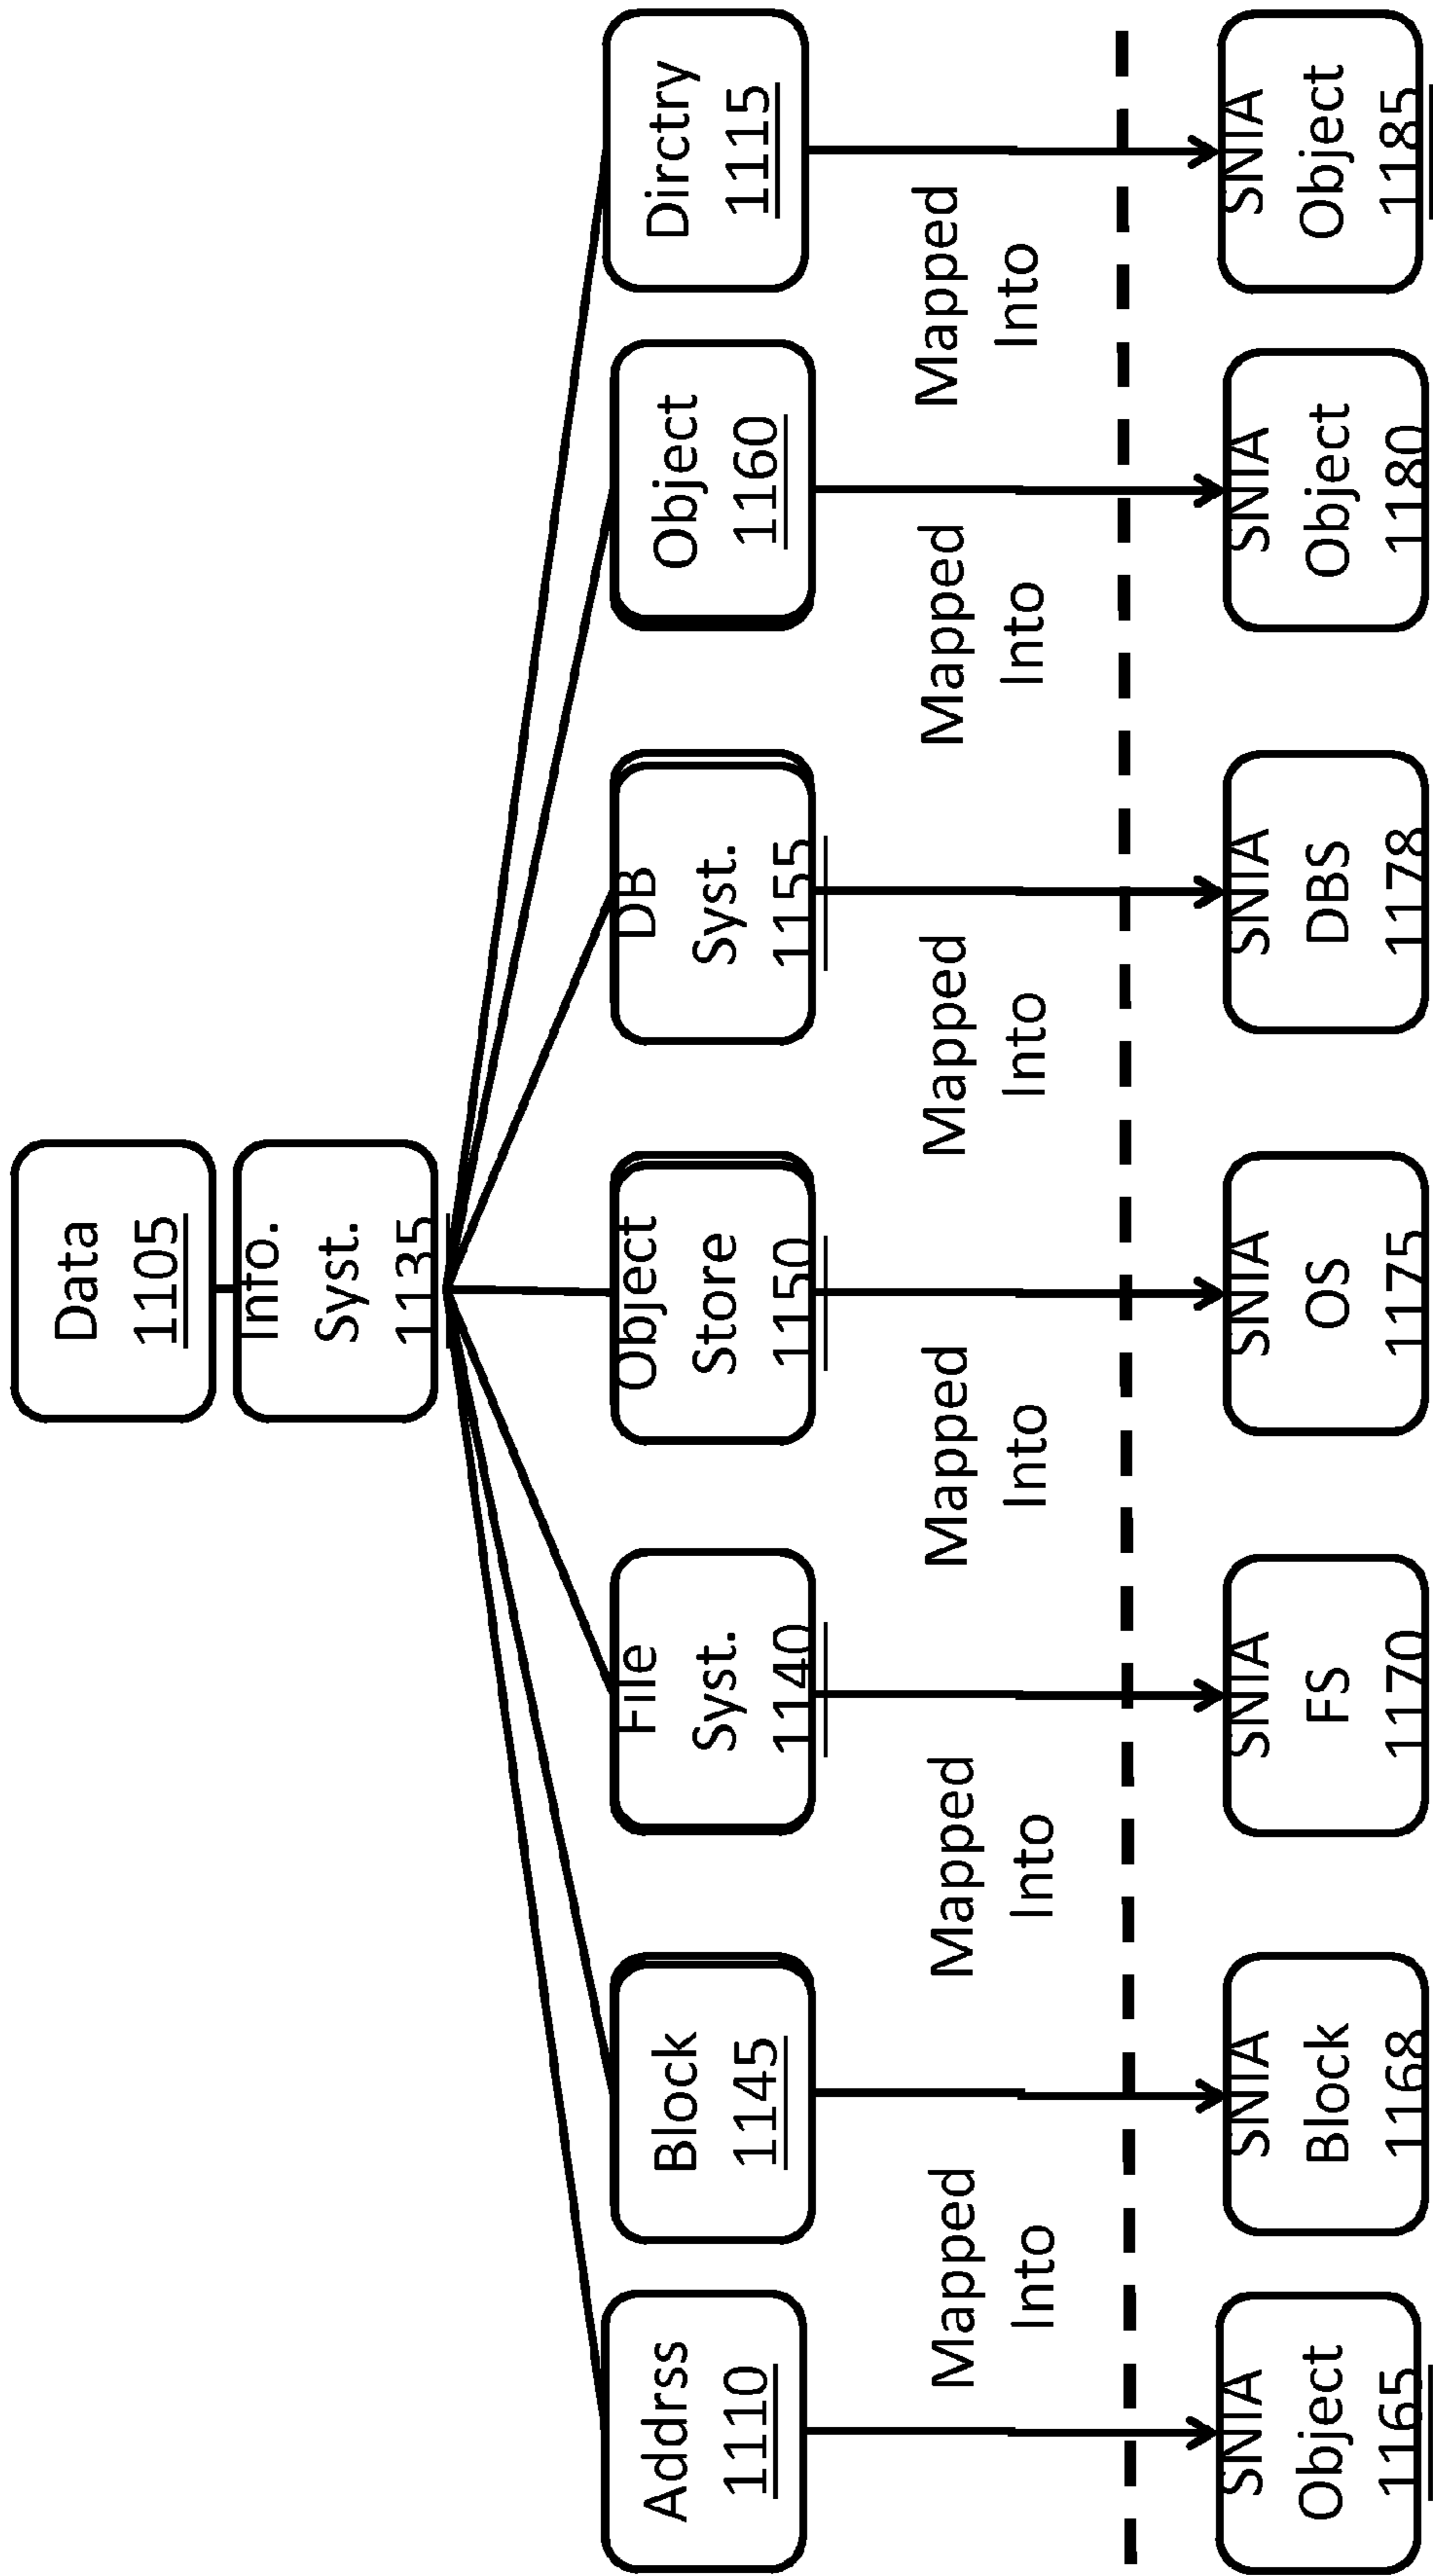 Data
1105
Info.
Syst.
1135
Addrss
1110
Block
1145
File
Syst.
1140
Object
Store
1150
DB
Syst.
1155
Object
1160
Dirctry
1115
Mapped
Into
Mapped
Into
Mapped
Into
Mapped
Into
Mapped
Into
Mapped
Into
SNIA
Object
1165
SNIA
Block
1168
SNIA
FS
1170
SNIA
OS
1175
SNIA
DBS
1178
SNIA
Object
1180
SNIA
Object
1185